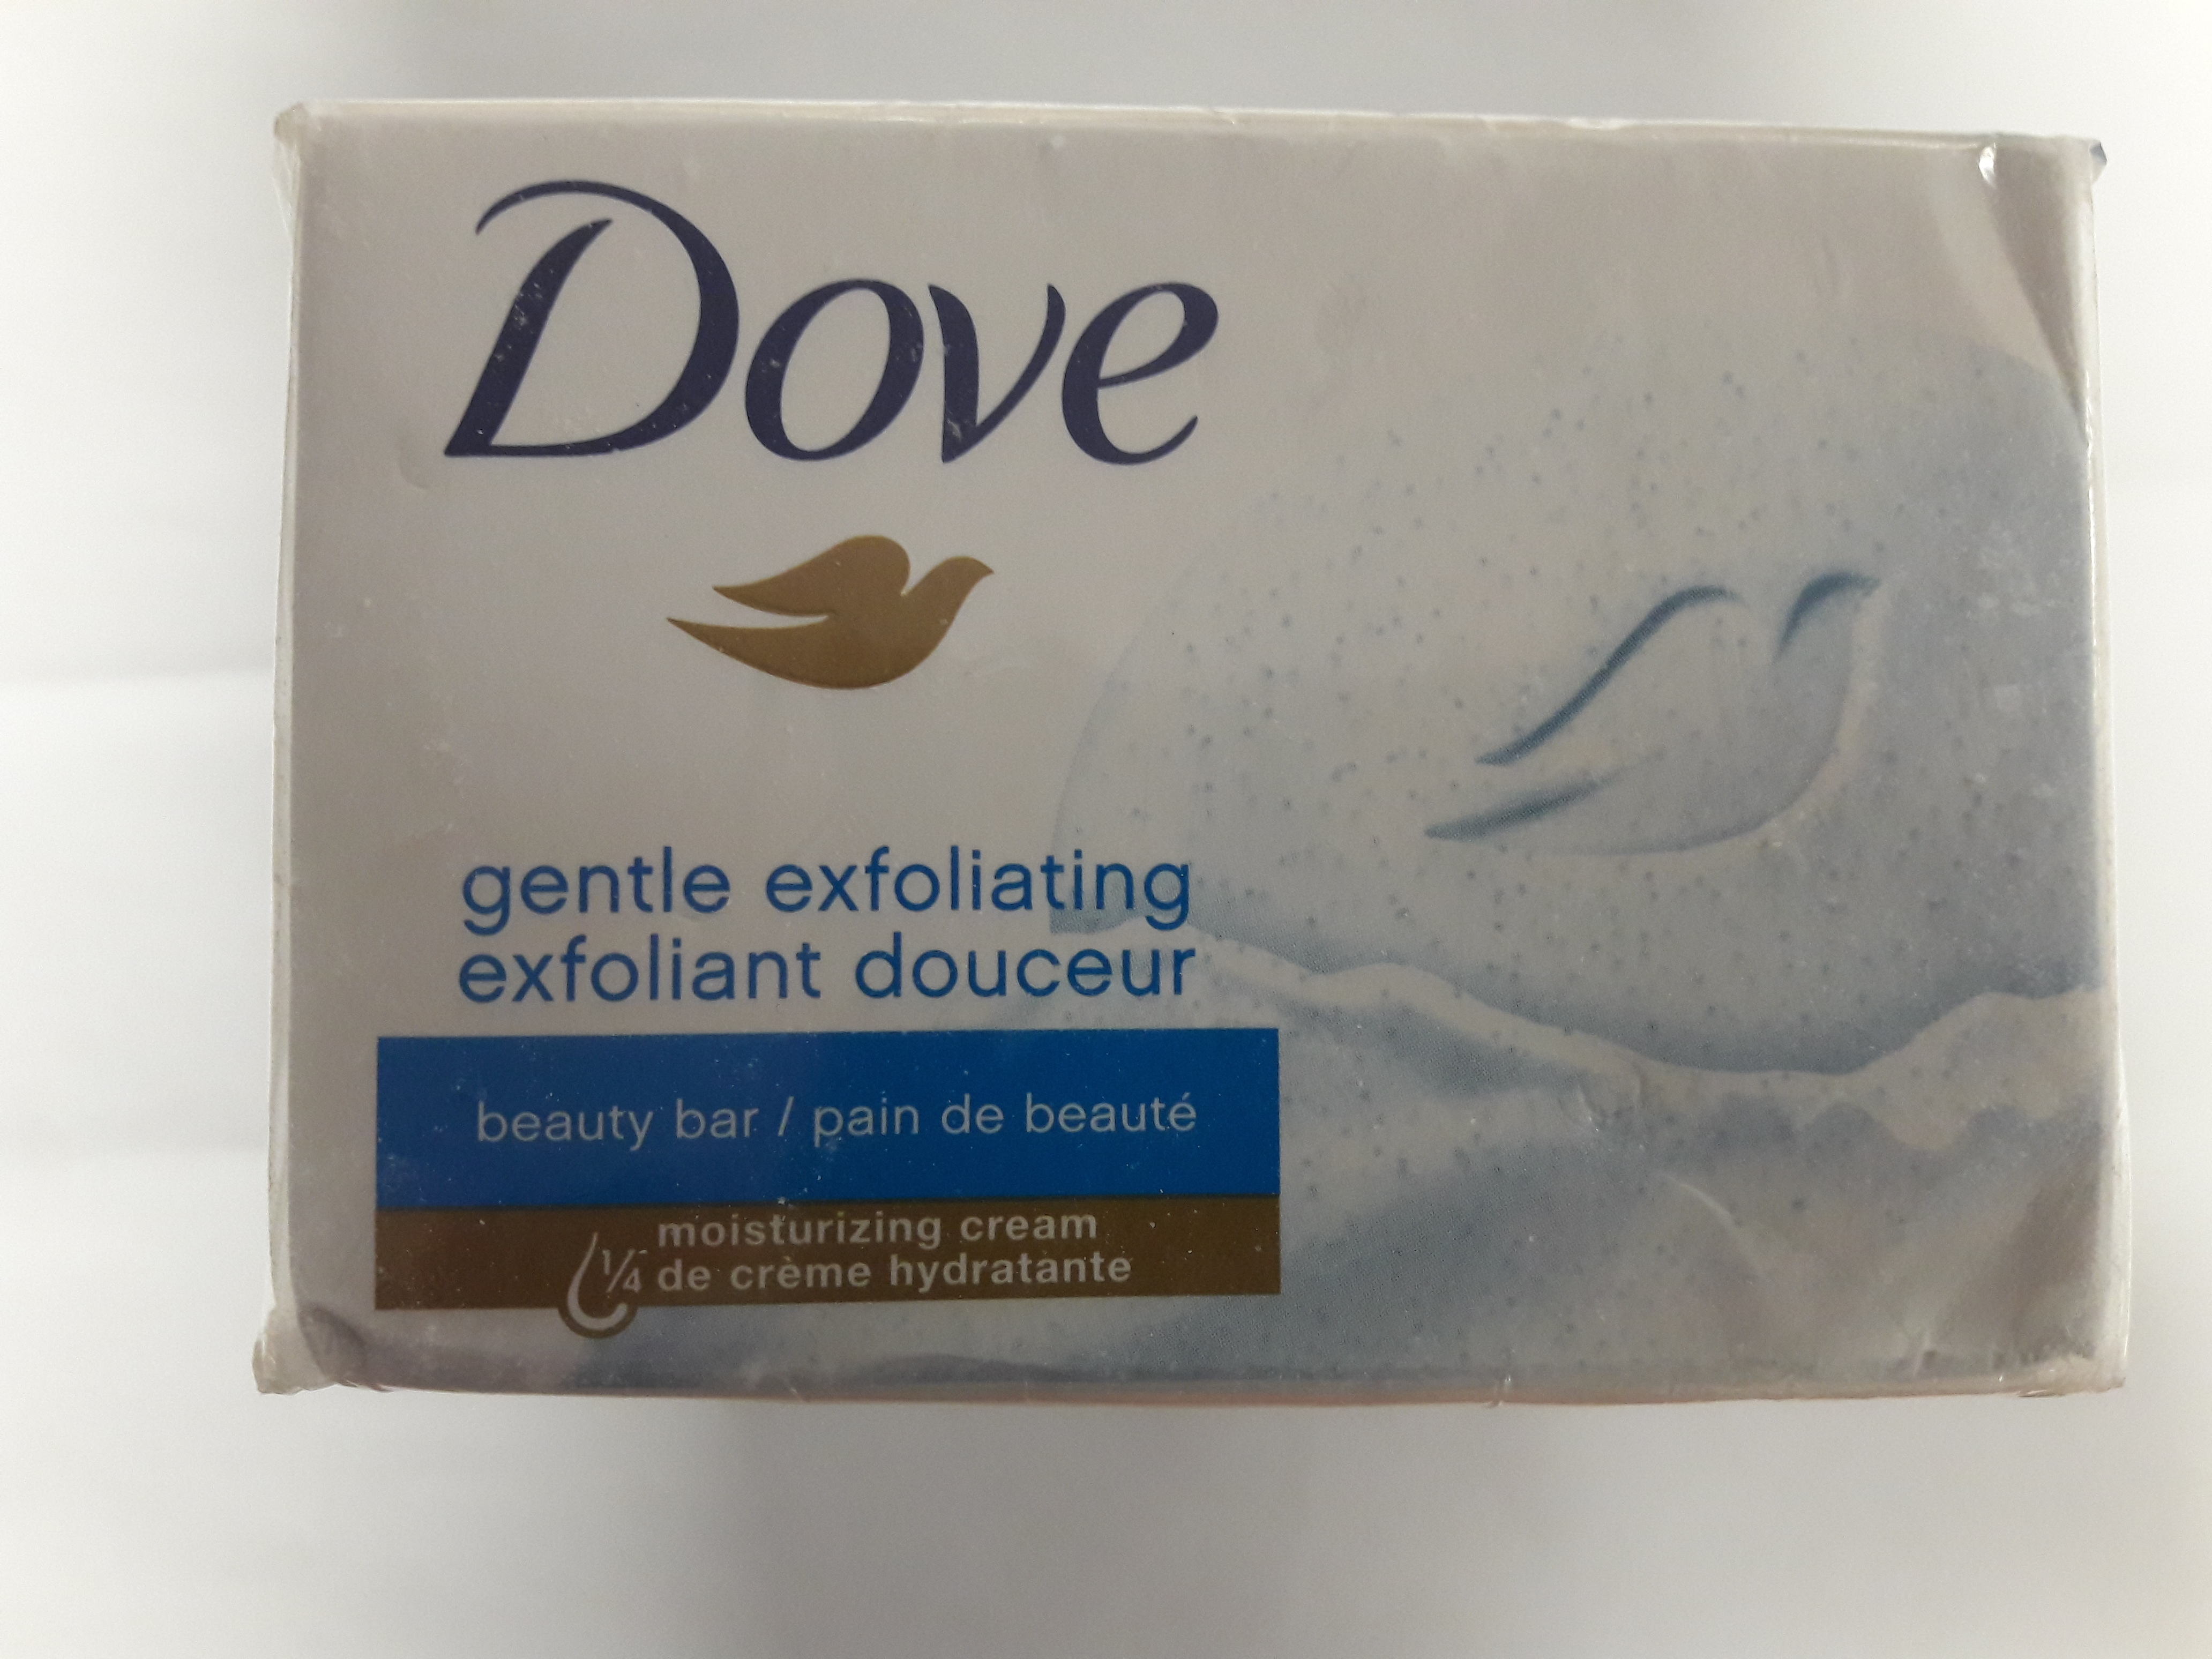 Dove
gentle exfoliating
exfoliant douceur
beauty bar / pain de beauté
moisturizing cream
1/4 de crème hydratante